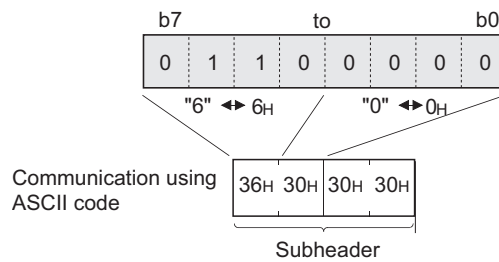 b7 to b0
0 1 1 0 0 0 0 0
"6" ↔ 6H "0" ↔ 0H
Communication using
ASCII code
36H 30H 30H 30H
Subheader